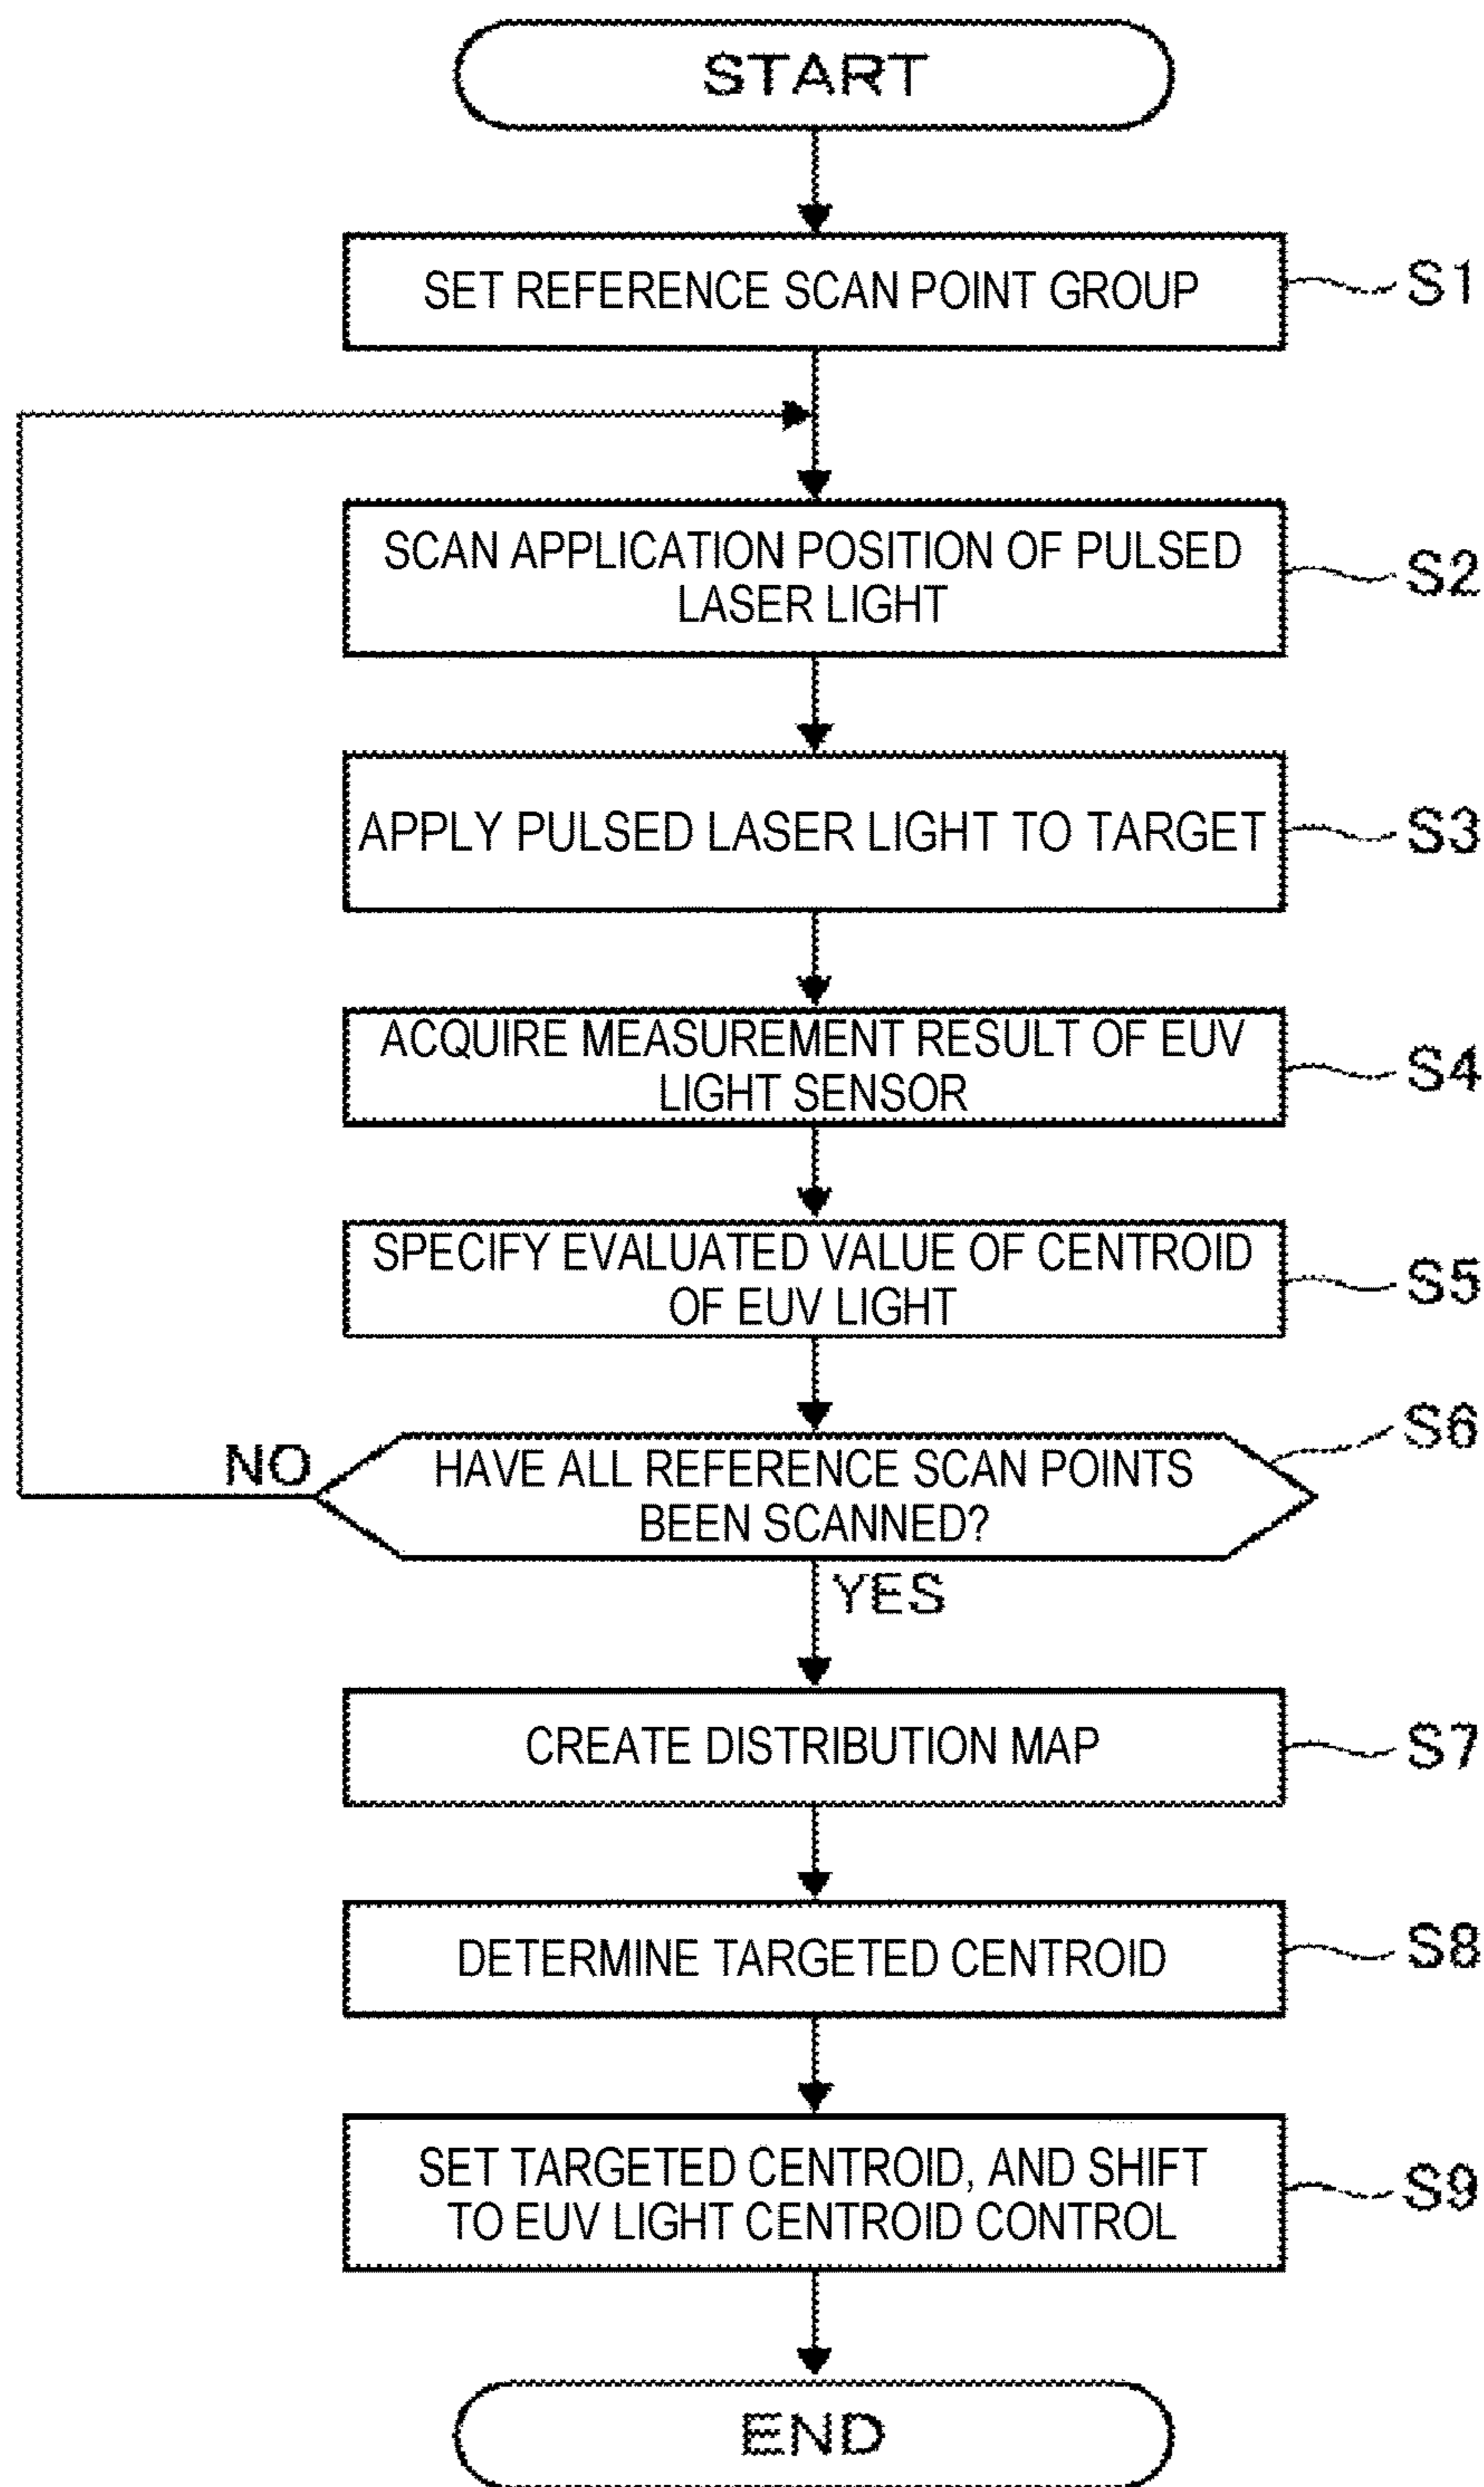 START
SET REFERENCE SCAN POINT GROUP
S1
SCAN APPLICATION POSITION OF PULSED
LASER LIGHT
S2
APPLY PULSED LASER LIGHT TO TARGET
S3
ACQUIRE MEASUREMENT RESULT OF EUV
LIGHT SENSOR
S4
SPECIFY EVALUATED VALUE OF CENTROID
OF EUV LIGHT
S5
S6
NO
HAVE ALL REFERENCE SCAN POINTS
BEEN SCANNED?
YES
CREATE DISTRIBUTION MAP
S7
DETERMINE TARGETED CENTROID
S8
SET TARGETED CENTROID, AND SHIFT
TO EUV LIGHT CENTROID CONTROL
S9
END